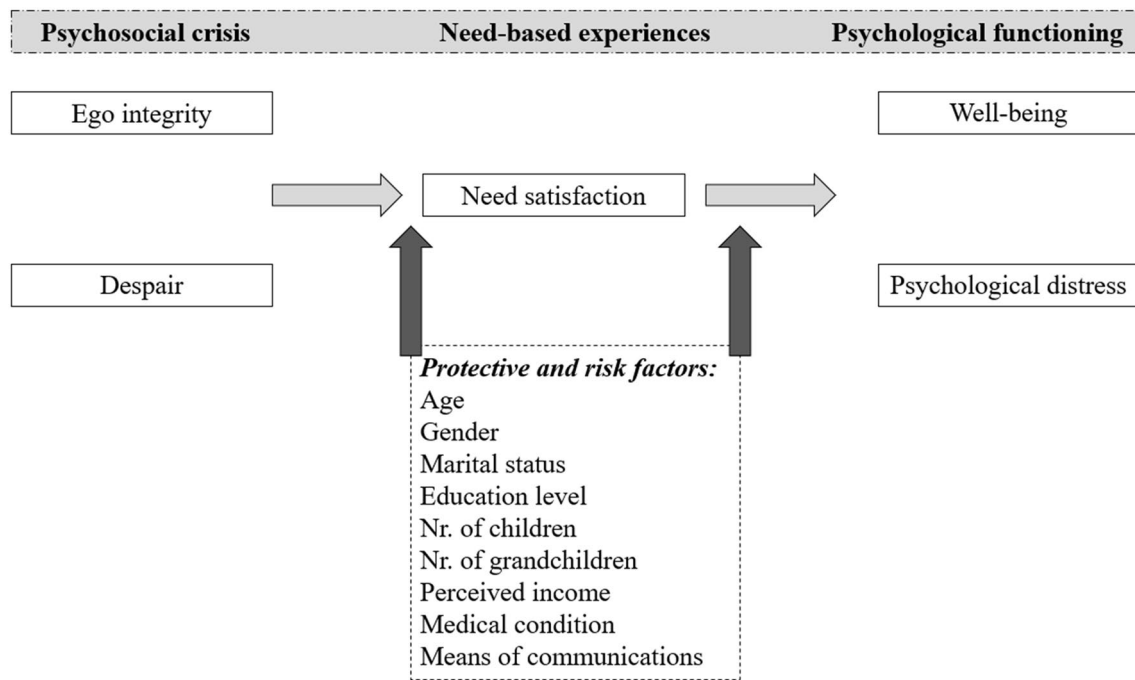 Psychosocial crisis
Need-based experiences
Psychological functioning
Ego integrity
Well-being
Need satisfaction
Despair
Psychological distress
Protective and risk factors:
Age
Gender
Marital status
Education level
Nr. of children
Nr. of grandchildren
Perceived income
Medical condition
Means of communications